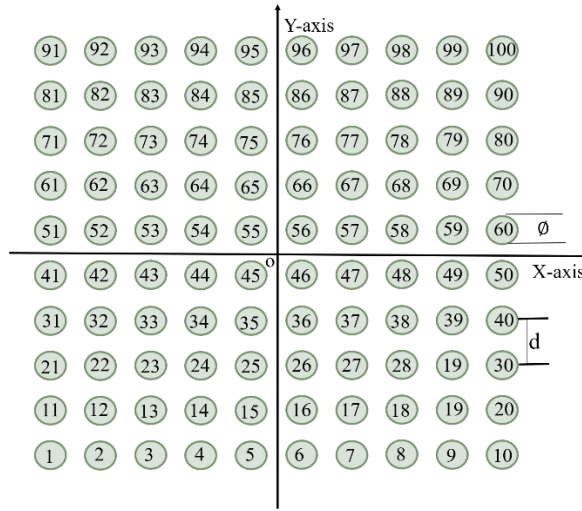 Y-axis
91 92 93 94 95 96 97 98 99 100
81 82 83 84 85 86 87 88 89 90
71 72 73 74 75 76 77 78 79 80
61 62 63 64 65 66 67 68 69 70
51 52 53 54 55 56 57 58 59 60 ø
o
41 42 43 44 45 46 47 48 49 50
X-axis
31 32 33 34 35 36 37 38 39 40
d
21 22 23 24 25 26 27 28 19 30
11 12 13 14 15 16 17 18 19 20
1 2 3 4 5 6 7 8 9 10